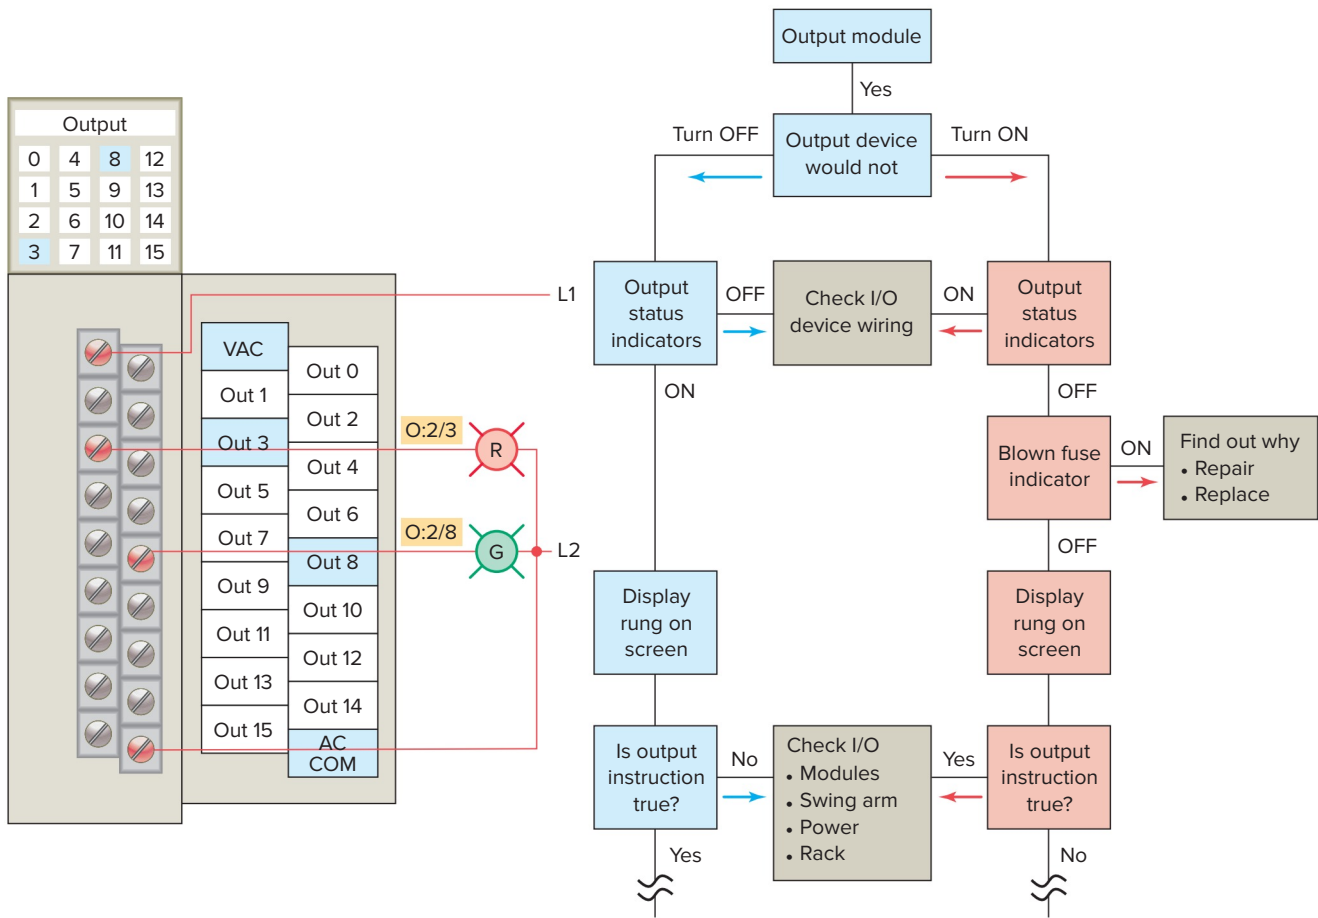 Output
0 4 8 12
1 5 9 13
2 6 10 14
3 7 11 15
L1
VAC
Out 0
Out 1
Out 2
Out 3
Out 4
Out 5
Out 6
Out 7
Out 8
Out 9
Out 10
Out 11
Out 12
Out 13
Out 14
Out 15
AC
COM
O:2/3
R
O:2/8
G
L2
Output module
Yes
Turn OFF
Output device
would not
Turn ON
Output
status
indicators
OFF
Check I/O
device wiring
ON
Output
status
indicators
ON
OFF
Blown fuse
indicator
ON
Find out why
• Repair
• Replace
OFF
Display
rung on
screen
Display
rung on
screen
Is output
instruction
true?
No
Check I/O
• Modules
• Swing arm
• Power
• Rack
Yes
Is output
instruction
true?
Yes
No